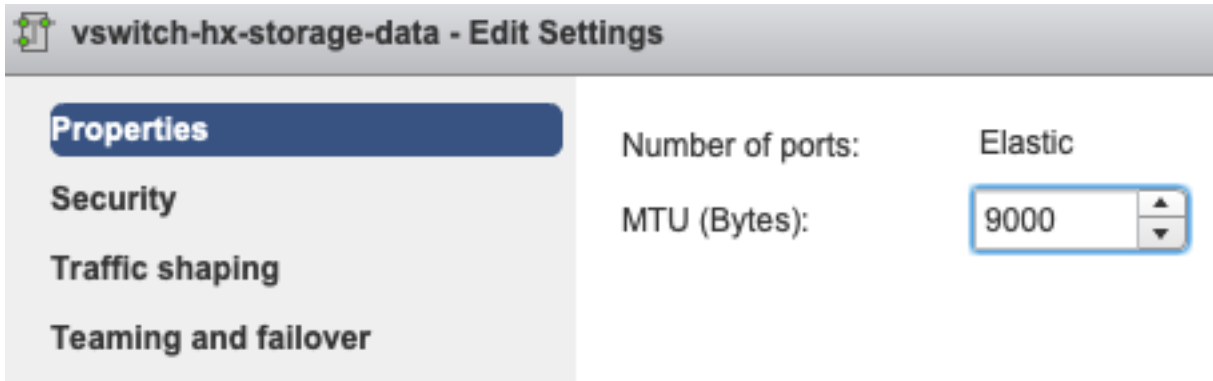 vswitch-hx-storage-data - Edit Settings
Properties
Security
Traffic shaping
Teaming and failover
Number of ports: Elastic
MTU (Bytes): 9000